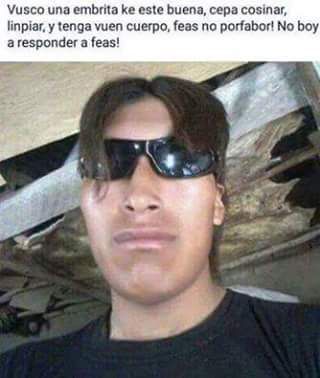 Vusco una embrita ke este buena, cepa cosinar,
linpiar, y tenga vuen cuerpo, feas no porfabor! No boy
a responder a feas!